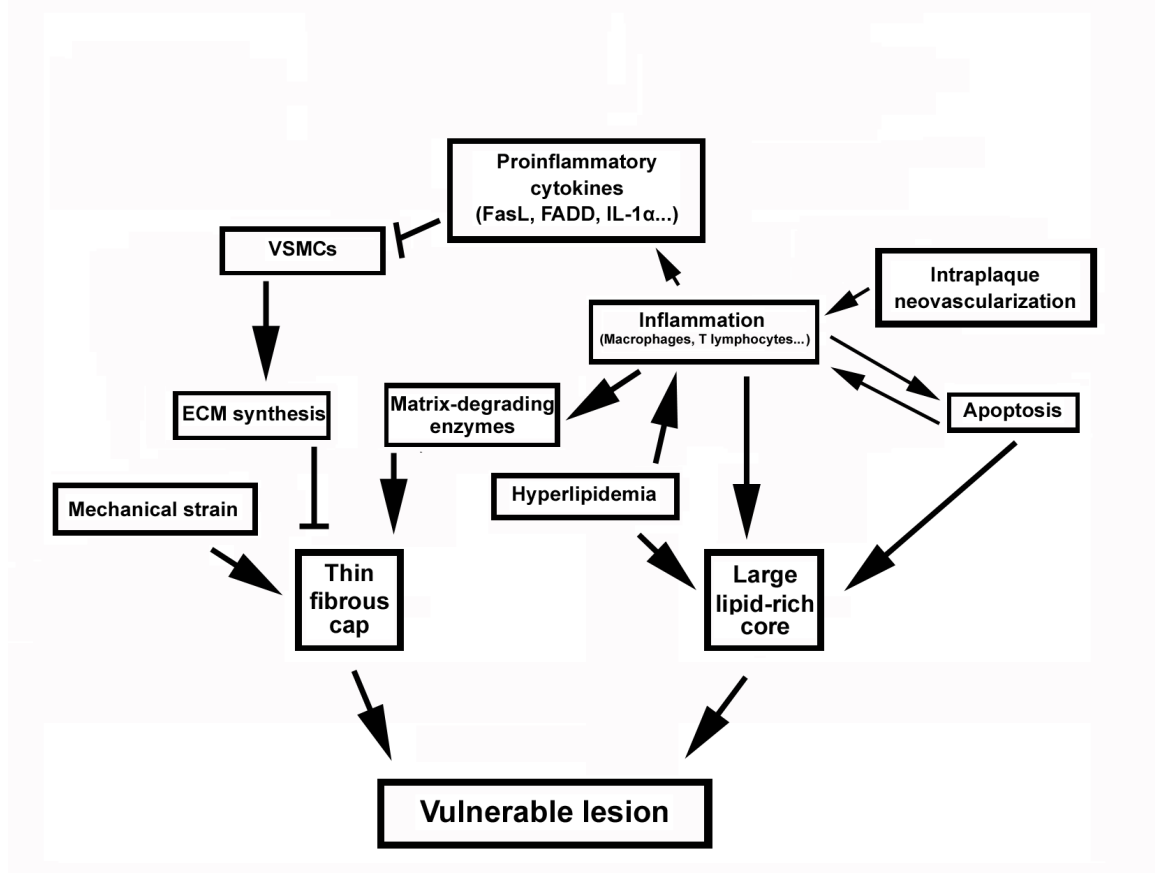 Proinflammatory
cytokines
(FasL, FADD, IL-1α...)
VSMCs
Intraplaque
neovascularization
Inflammation
(Macrophages, T lymphocytes...)
ECM synthesis
Matrix-degrading
enzymes
Apoptosis
Hyperlipidemia
Mechanical strain
Thin
fibrous
cap
Large
lipid-rich
core
Vulnerable lesion